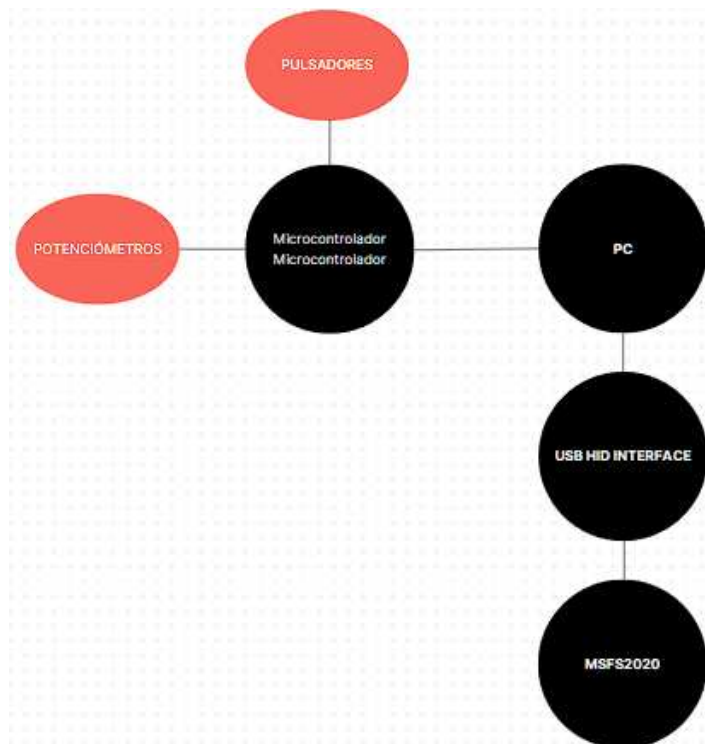 PULSADORES
POTENCIÓMETROS
Microcontrolador
Microcontrolador
PC
USB HID INTERFACE
MSFS2020